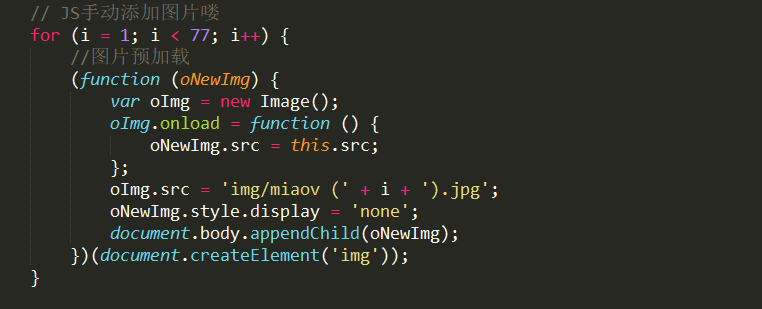 // JS手动添加图片喽
for (i = 1; i < 77; i++) {
//图片预加载
(function (oNewImg) {
var oImg = new Image();
oImg.onload = function () {
oNewImg.src = this.src;
};
oImg.src = 'img/miaov (' + i + ').jpg';
oNewImg.style.display = 'none';
document.body.appendChild(oNewImg);
})(document.createElement('img'));
}